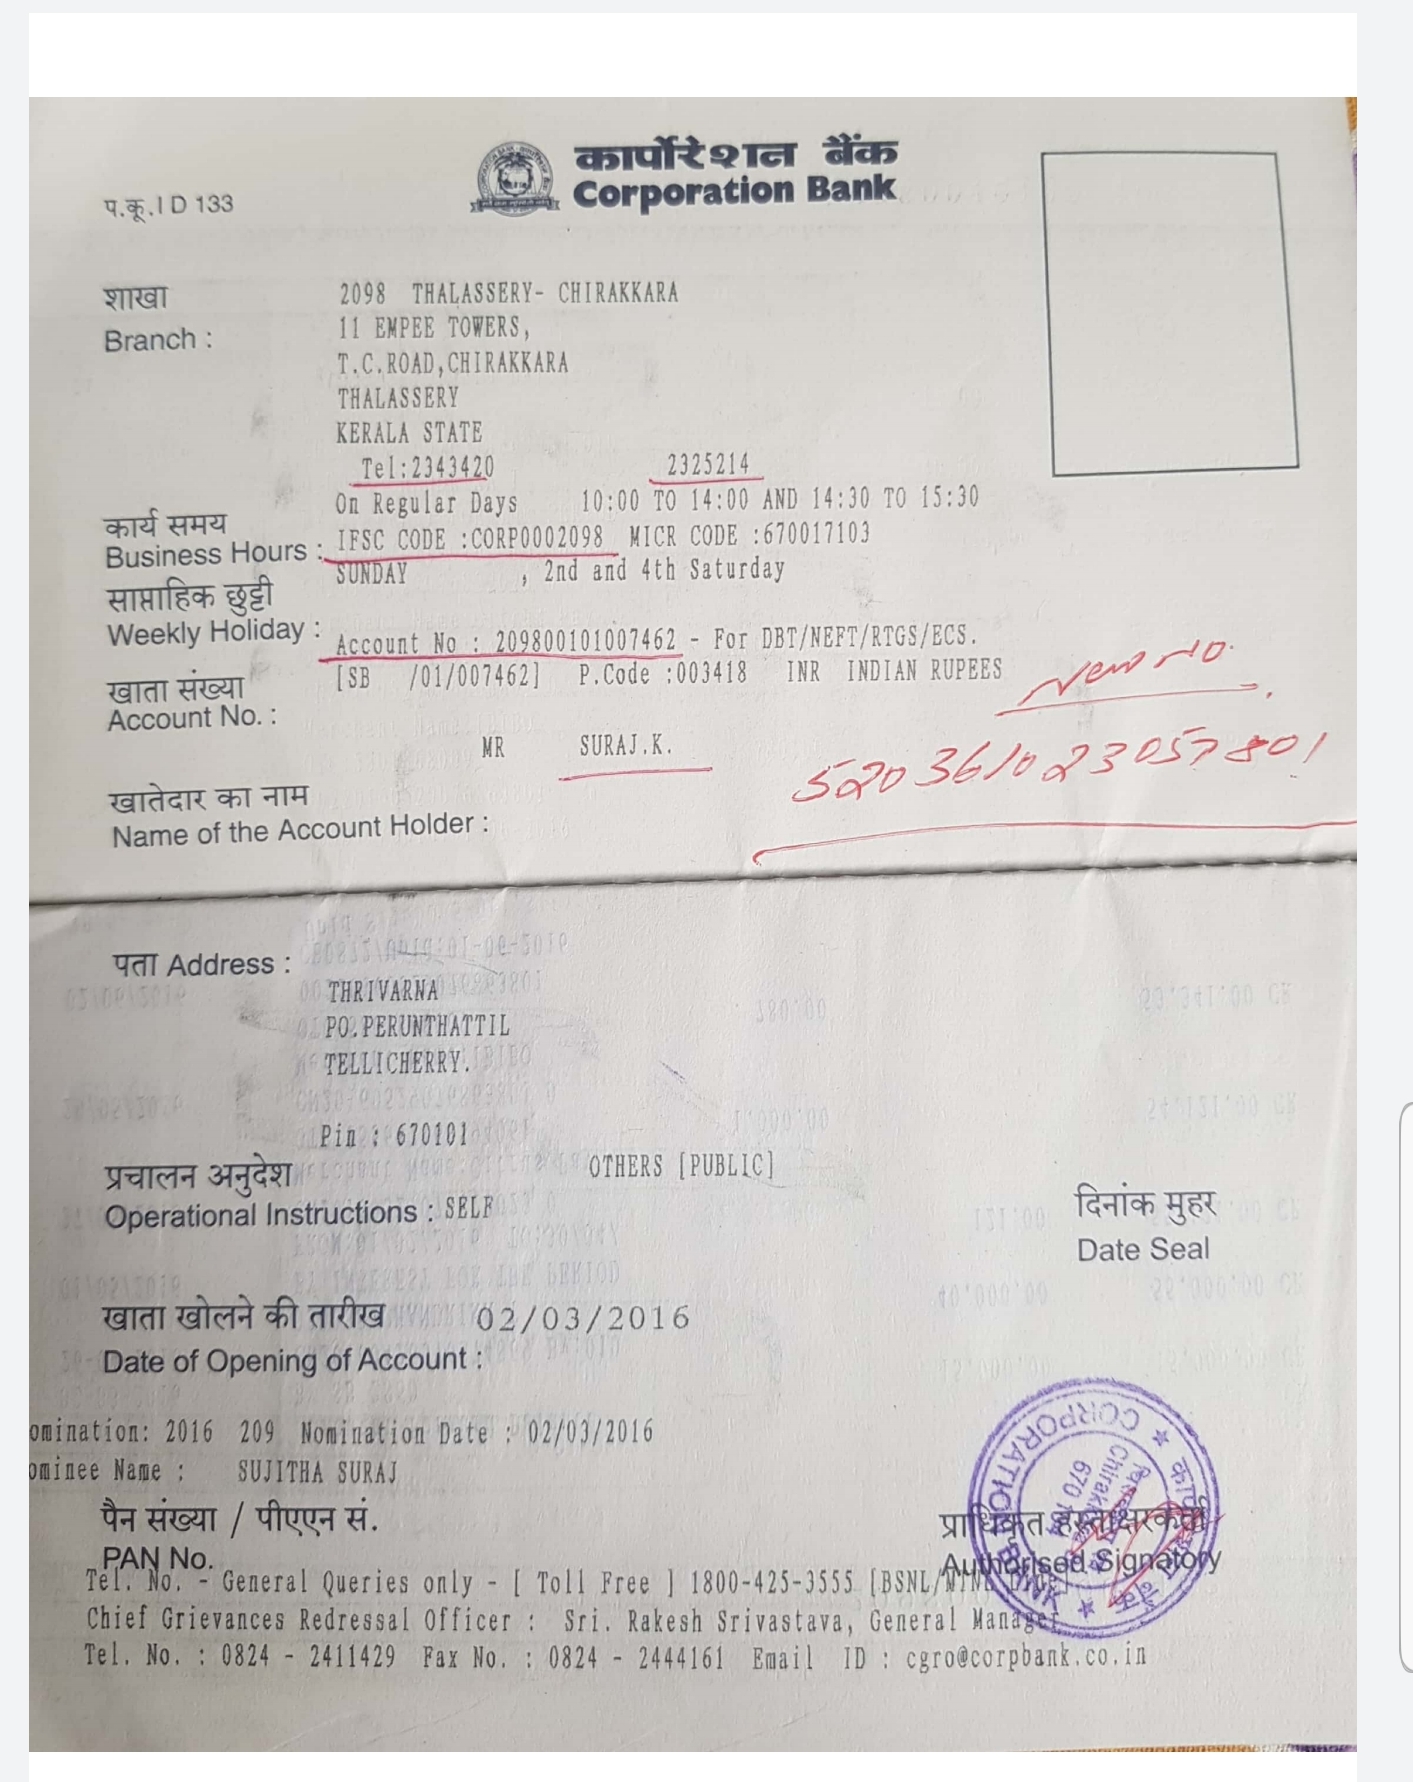 कार्पोरेशन बैंक
Corporation Bank
प.कू.ID 133
शाखा
Branch :
2098 THALASSERY- CHIRAKKARA
11 EMPEE TOWERS,
T.C.ROAD,CHIRAKKARA
THALASSERY
KERALA STATE
Tel:2343420 2325214
On Regular Days 10:00 TO 14:00 AND 14:30 TO 15:30
कार्य समय
Business Hours :
IFSC CODE :CORP0002098 MICR CODE :670017103
SUNDAY , 2nd and 4th Saturday
साप्ताहिक छुट्टी
Weekly Holiday :
Account No : 209800101007462 - For DBT/NEFT/RTGS/ECS.
[SB /01/007462] P.Code :003418 INR INDIAN RUPEES
New no.
खाता संख्या
Account No. :
MR SURAJ.K.
खातेदार का नाम
Name of the Account Holder :
पता Address :
THRIVARNA
PO.PERUNTHATTIL
TELLICHERRY.
Pin : 670101
प्रचालन अनुदेश
OTHERS [PUBLIC]
Operational Instructions : SELF
दिनांक मुहर
Date Seal
खाता खोलने की तारीख 02/03/2016
Date of Opening of Account :
omination: 2016 209 Nomination Date : 02/03/2016
ominee Name : SUJITHA SURAJ
पैन संख्या / पीएएन सं.
PAN No.
प्राधिकृत हस्ताक्षरकर्ता
Authorised Signatory
Tel. No. - General Queries only - [ Toll Free ] 1800-425-3555 [BSNL/
Chief Grievances Redressal Officer : Sri. Rakesh Srivastava, General Manager
Tel. No. : 0824 - 2411429 Fax No. : 0824 - 2444161 Email ID : cgro@corpbank.co.in
CORPORATION BANK